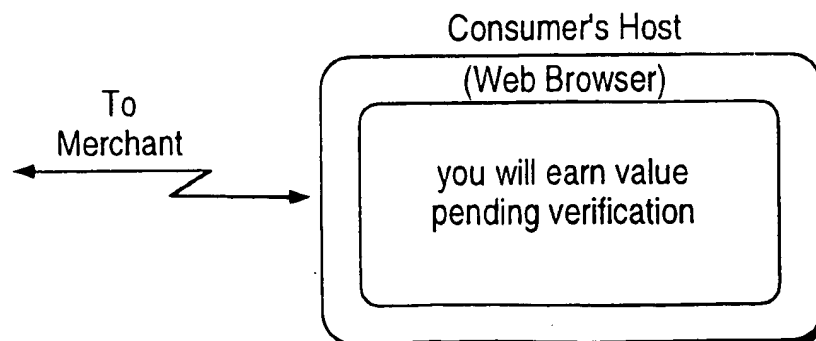 Consumer's Host
(Web Browser)
To
Merchant
you will earn value
pending verification